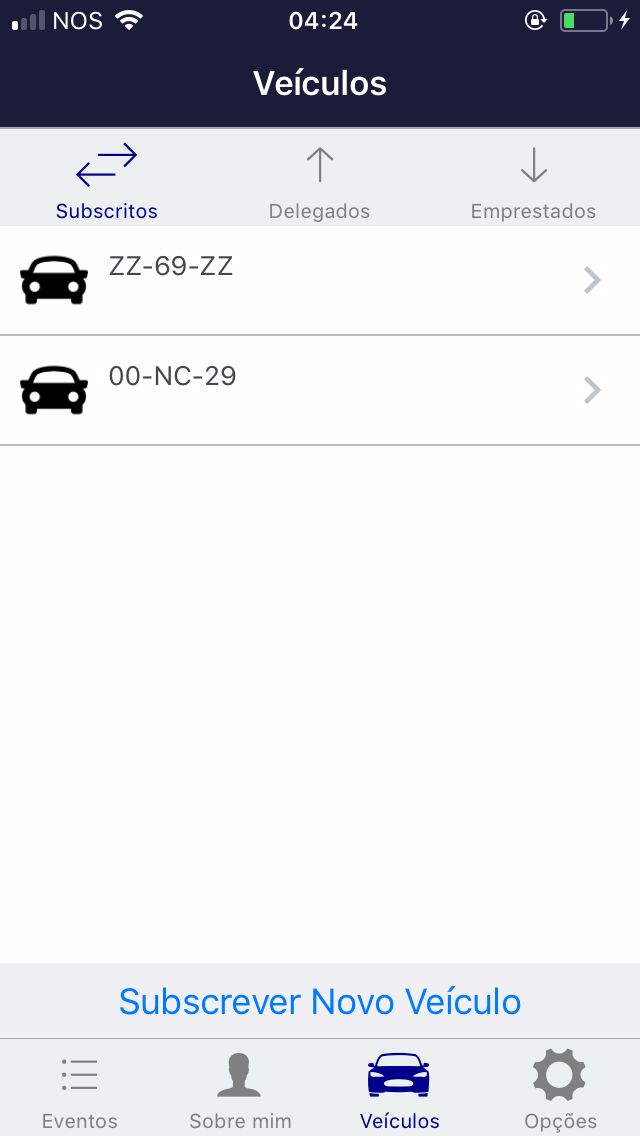 NOS 04:24
Veículos
Subscritos Delegados Emprestados
ZZ-69-ZZ
00-NC-29
Subscrever Novo Veículo
Eventos Sobre mim Veículos Opções